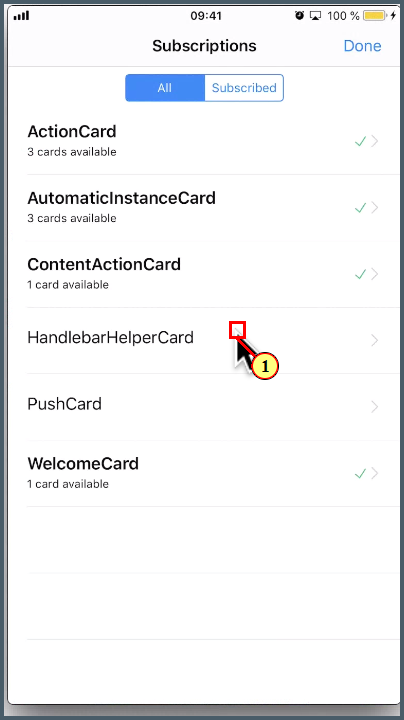 09:41
100 %
Subscriptions
Done
All
Subscribed
ActionCard
3 cards available
AutomaticInstanceCard
3 cards available
ContentActionCard
1 card available
HandlebarHelperCard
1
PushCard
WelcomeCard
1 card available